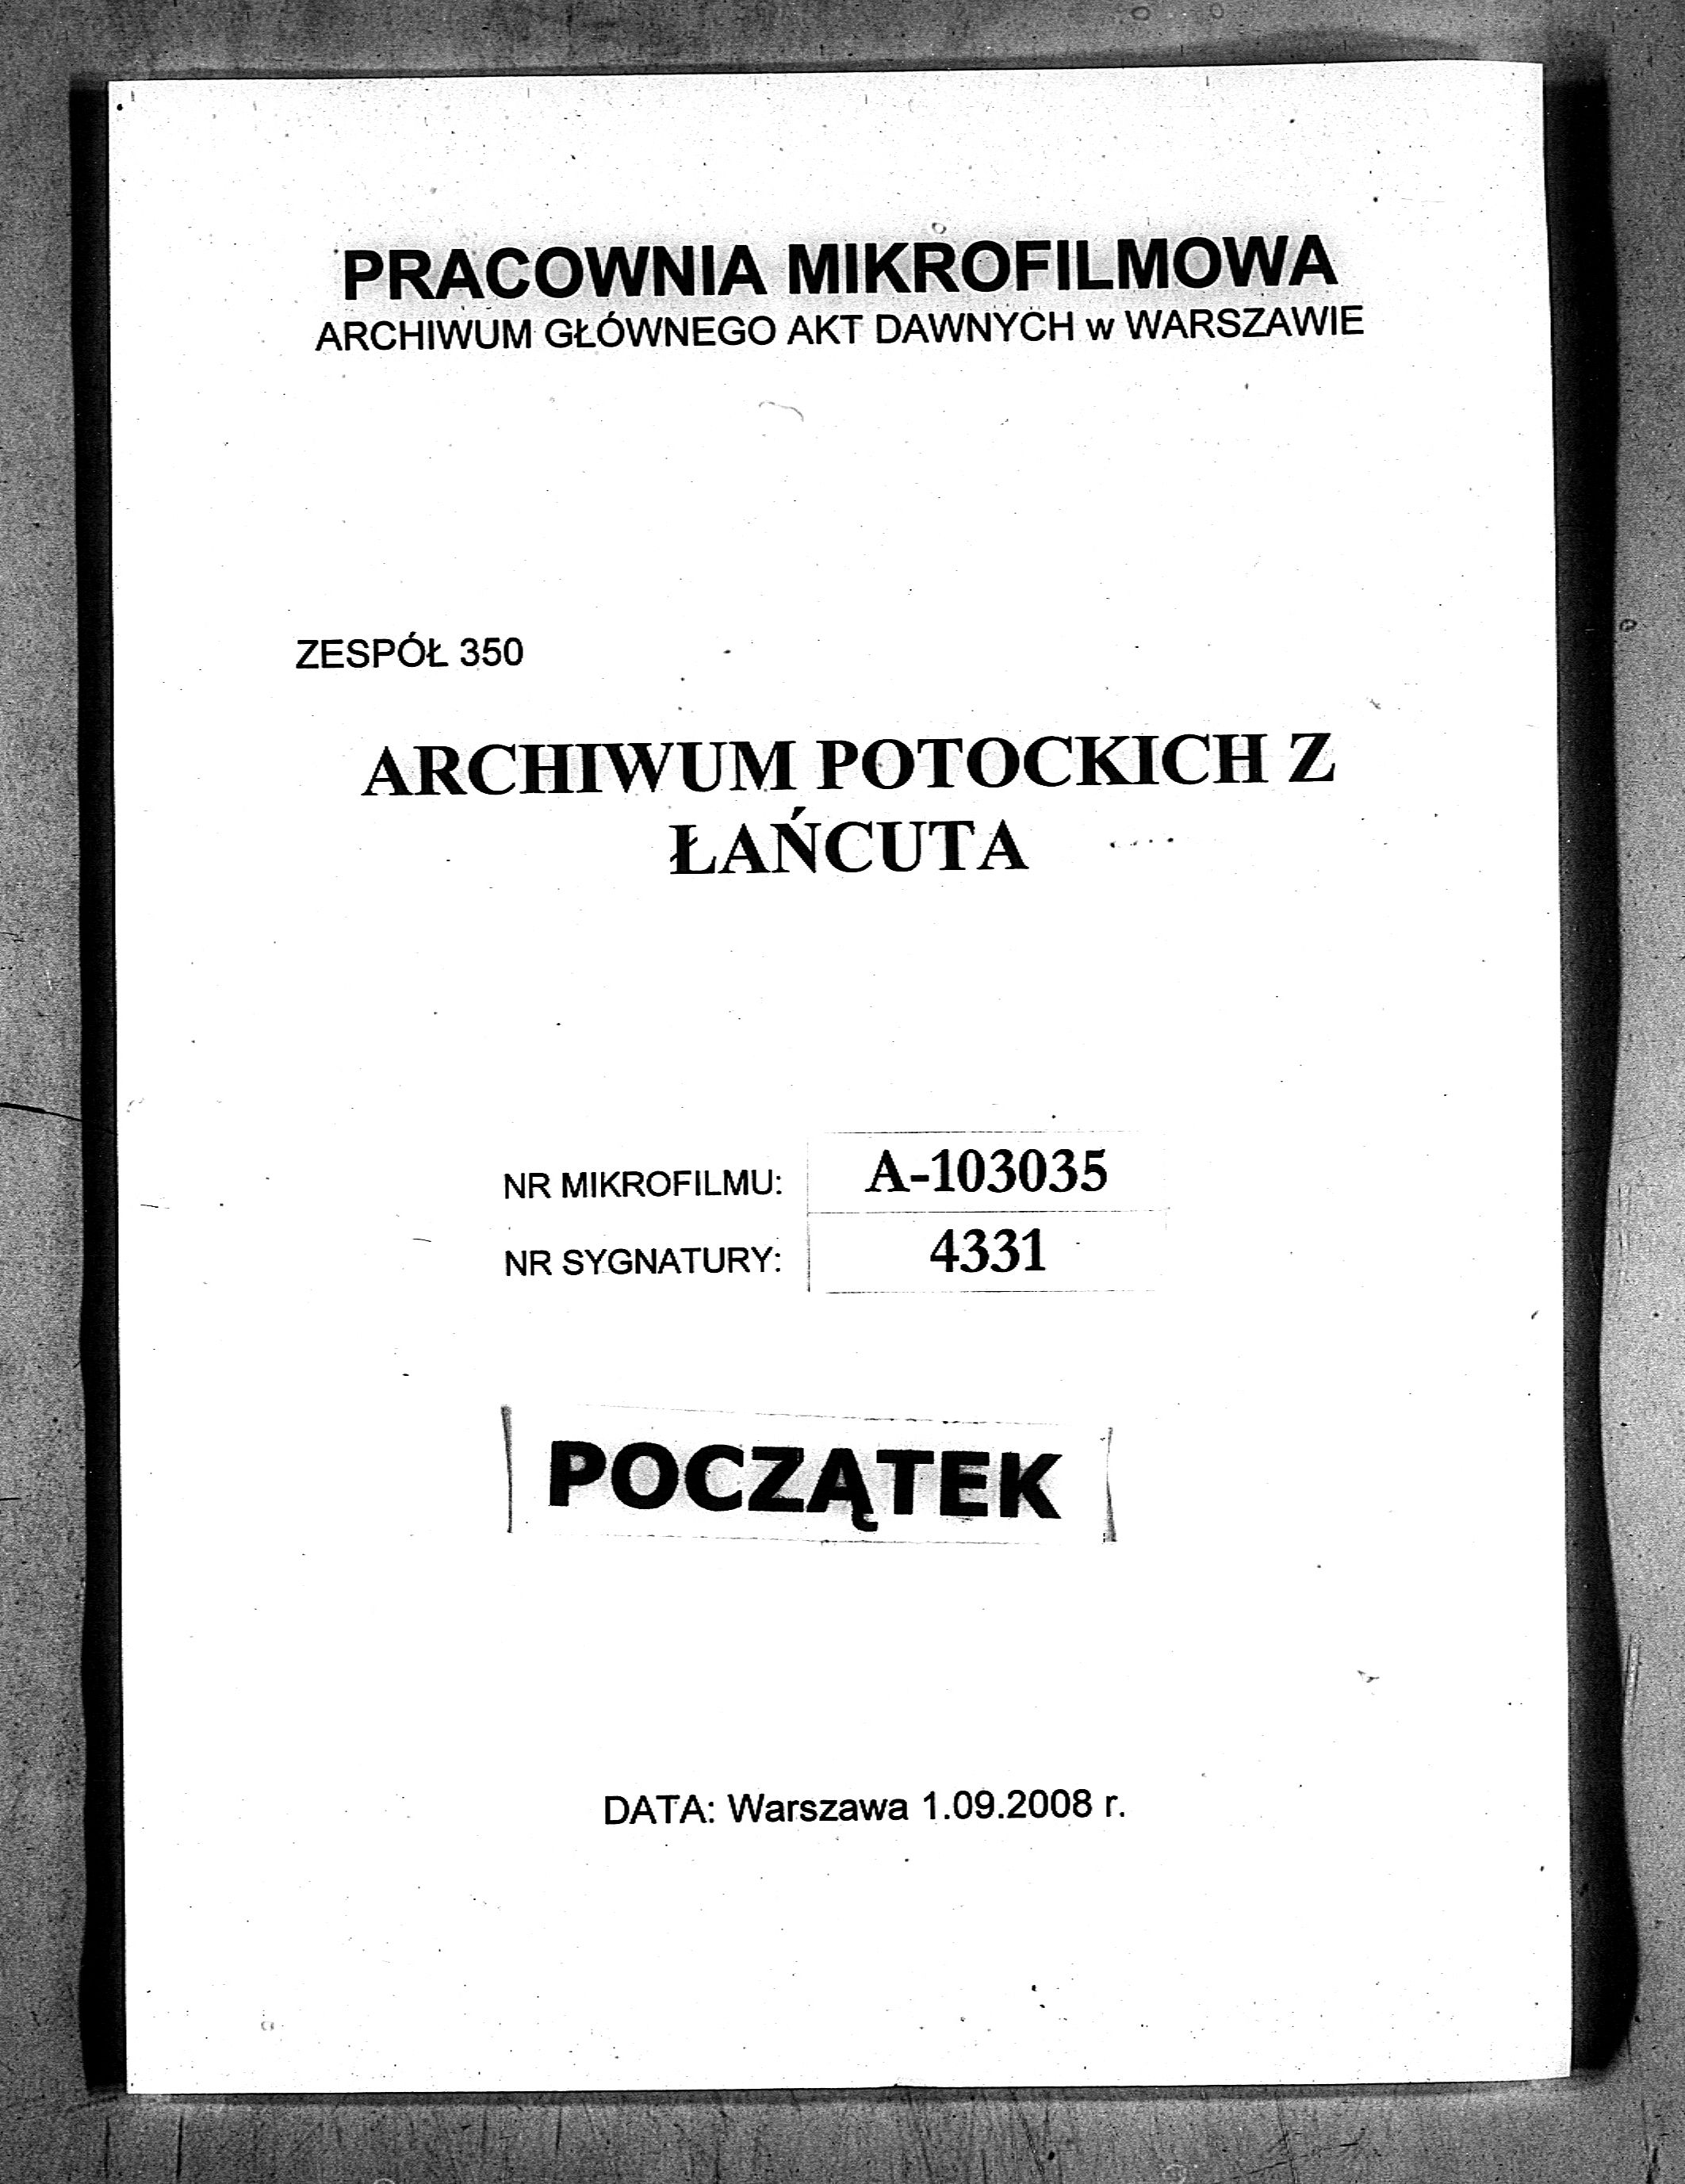 PRACOWNIA MIKROFILMOWA
ARCHIWUM GŁÓWNEGO AKT DAWNYCH w WARSZAWIE
ZESPÓŁ 350
ARCHIWUM POTOCKICH Z
ŁAŃCUTA
NR MIKROFILMU: A-103035
NR SYGNATURY: 4331
POCZĄTEK
DATA: Warszawa 1.09.2008 r.